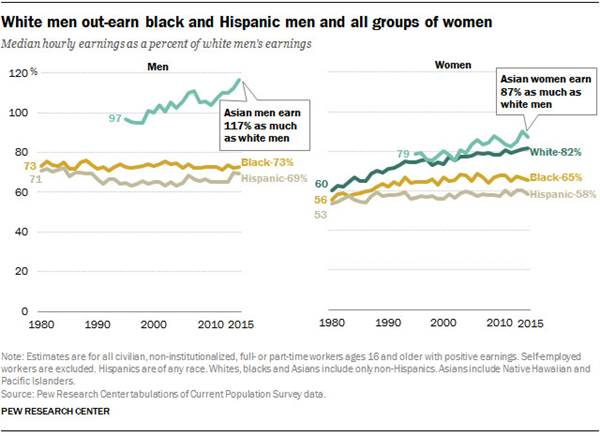 White men out-earn black and Hispanic men and all groups of women
Median hourly earnings as a percent of white men's earnings
Men
120 %
100
80
60
40
20
0
97
73
71
Asian men earn
117% as much
as white men
Black-73%
Hispanic-69%
1980 1990 2000 2010 2015
Women
Asian women earn
87% as much as
white men
79
60
56
53
White-82%
Black-65%
Hispanic-58%
1980 1990 2000 2010 2015
Note: Estimates are for all civilian, non-institutionalized, full- or part-time workers ages 16 and older with positive earnings. Self-employed
workers are excluded. Hispanics are of any race. Whites, blacks and Asians include only non-Hispanics. Asians include Native Hawaiian and
Pacific Islanders.
Source: Pew Research Center tabulations of Current Population Survey data.
PEW RESEARCH CENTER